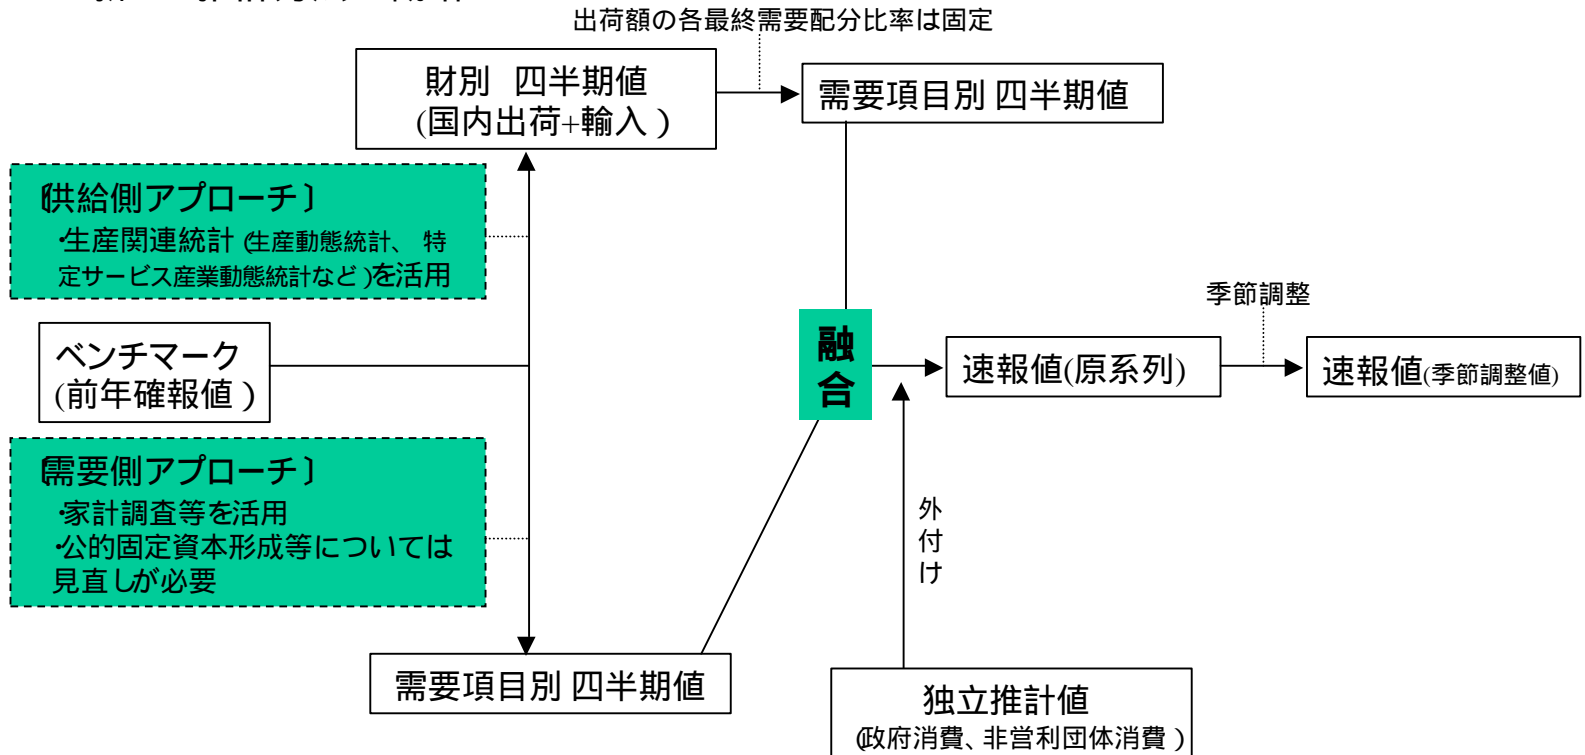 出荷額の各最終需要配分比率は固定
財別 四半期値
(国内出荷+輸入)
需要項目別 四半期値
〔供給側アプローチ〕
・生産関連統計(生産動態統計、特
定サービス産業動態統計など)を活用
ベンチマーク
(前年確報値)
融
合
季節調整
速報値(原系列)
速報値(季節調整値)
〔需要側アプローチ〕
・家計調査等を活用
・公的固定資本形成等については
見直しが必要
外
付
け
需要項目別 四半期値
独立推計値
(政府消費、非営利団体消費)